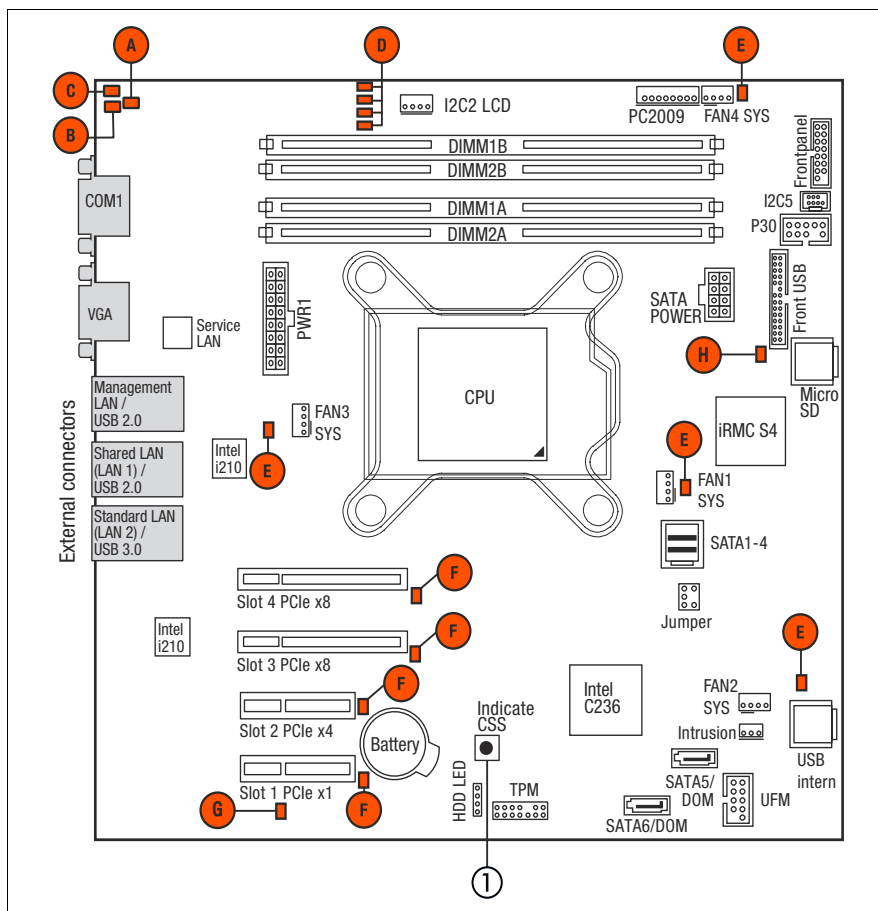 A
D
E
C
B
I2C2 LCD
PC2009
FAN4 SYS
DIMM1B
DIMM2B
DIMM1A
DIMM2A
Frontpanel
I2C5
P30
COM1
VGA
Service
LAN
PWR1
SATA
POWER
Front USB
H
Micro
SD
CPU
iRMC S4
External connectors
Management
LAN /
USB 2.0
Shared LAN
(LAN 1) /
USB 2.0
Standard LAN
(LAN 2) /
USB 3.0
FAN3
SYS
Intel
i210
E
E
FAN1
SYS
SATA1-4
Jumper
Slot 4 PCIe x8
F
Intel
i210
Slot 3 PCIe x8
F
Slot 2 PCIe x4
F
Battery
Slot 1 PCIe x1
F
G
Indicate
CSS
HDD LED
TPM
Intel
C236
E
FAN2
SYS
Intrusion
USB
intern
SATA5/
DOM
UFM
SATA6/DOM
1